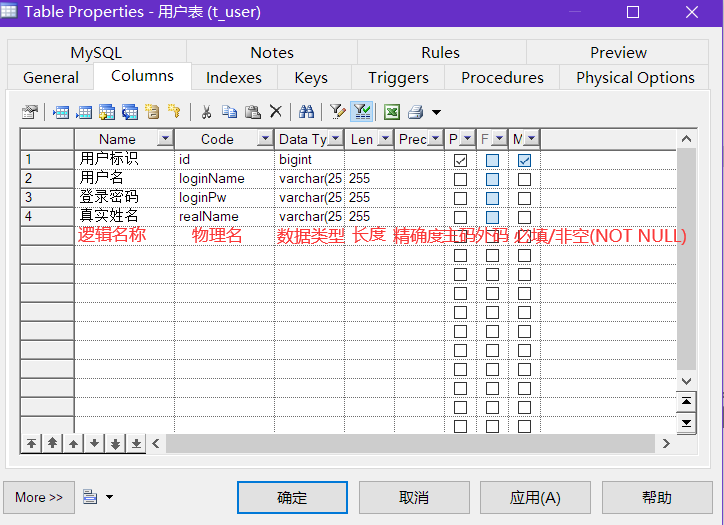 Table Properties - 用户表 (t_user)
MySQL Notes Rules Preview
General Columns Indexes Keys Triggers Procedures Physical Options
Name Code Data Ty Len Prec P F M
1 用户标识 id bigint
2 用户名 loginName varchar(25 255
3 登录密码 loginPw varchar(25 255
4 真实姓名 realName varchar(25 255
逻辑名称 物理名 数据类型 长度 精确度 主码 外码 必填/非空(NOT NULL)
More >> 确定 取消 应用(A) 帮助